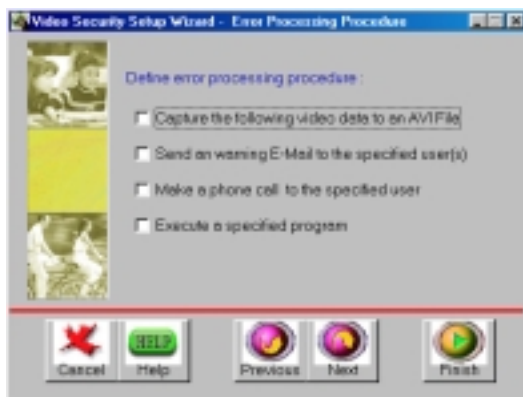 Video Security Setup Wizard - Error Processing Procedure
Define error processing procedure :
Capture the following video data to an AVI File
Send an warning E-Mail to the specified user(s)
Make a phone call to the specified user
Execute a specified program
HELP
Cancel Help Previous Next Finish